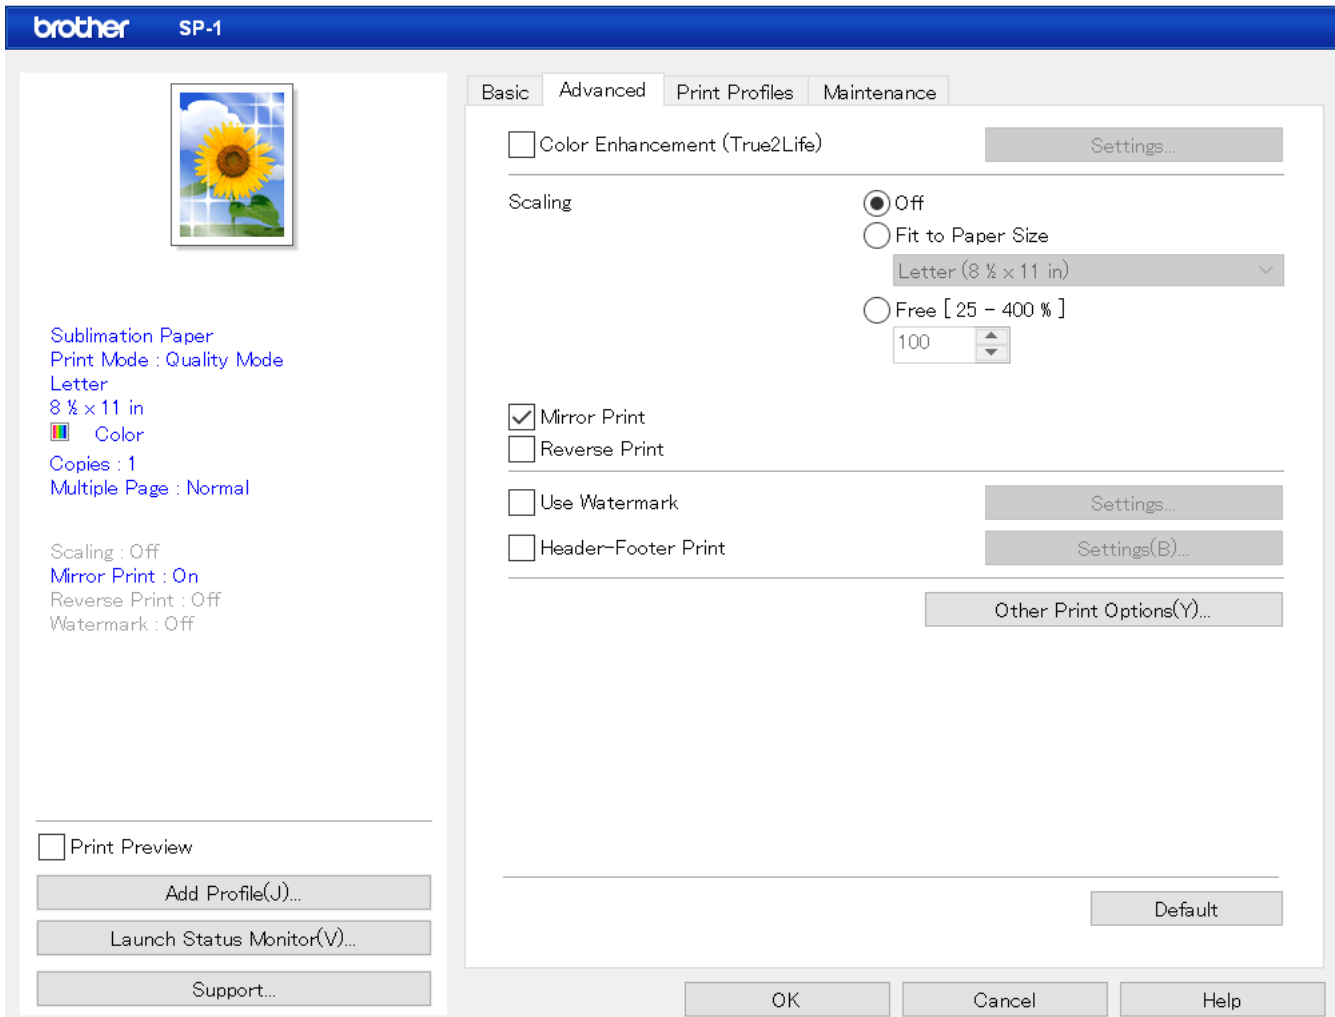 brother SP-1
Sublimation Paper
Print Mode : Quality Mode
Letter
8 ½ x 11 in
Color
Copies : 1
Multiple Page : Normal
Scaling : Off
Mirror Print : On
Reverse Print : Off
Watermark : Off
Print Preview
Add Profile(J)...
Launch Status Monitor(V)...
Support...
Basic Advanced Print Profiles Maintenance
Color Enhancement (True2Life) Settings...
Scaling Off
Fit to Paper Size
Letter (8 ½ x 11 in)
Free [ 25 - 400 % ]
100
Mirror Print
Reverse Print
Use Watermark Settings...
Header-Footer Print Settings(B)...
Other Print Options(Y)...
Default
OK Cancel Help